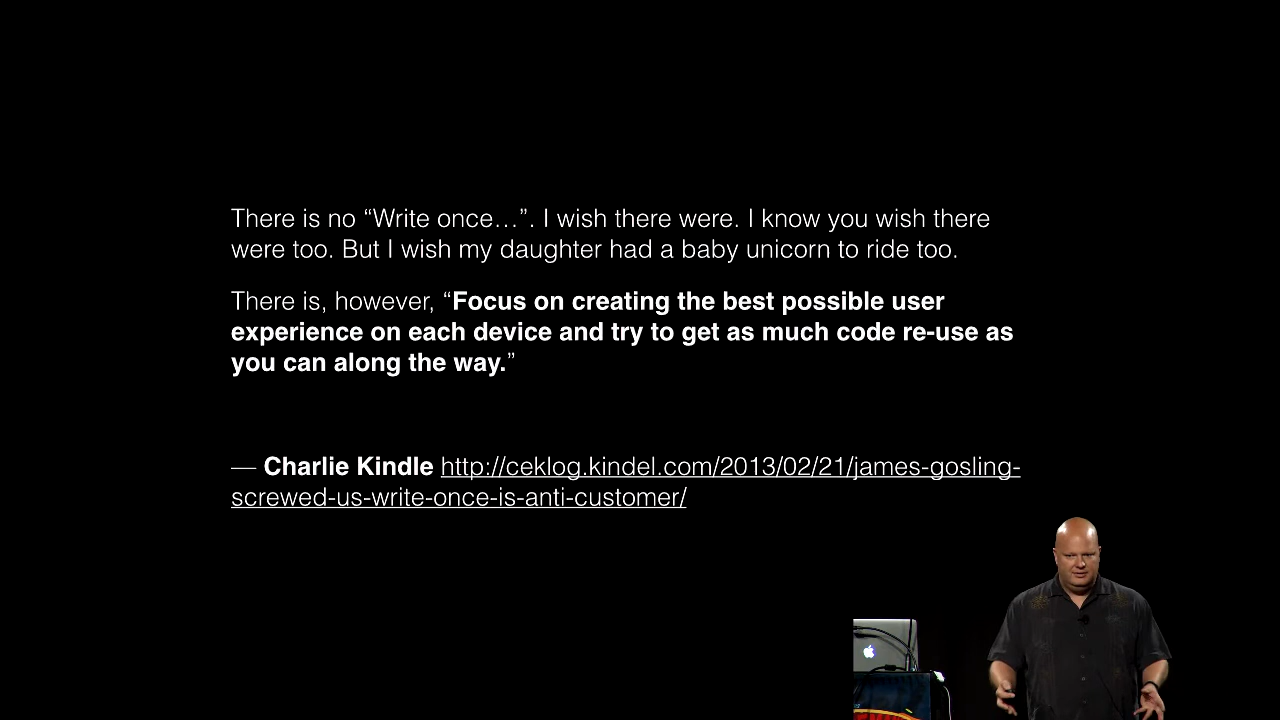 There is no “Write once…”. I wish there were. I know you wish there
were too. But I wish my daughter had a baby unicorn to ride too.
There is, however, “Focus on creating the best possible user
experience on each device and try to get as much code re-use as
you can along the way.”
— Charlie Kindle http://ceklog.kindel.com/2013/02/21/james-gosling-
screwed-us-write-once-is-anti-customer/